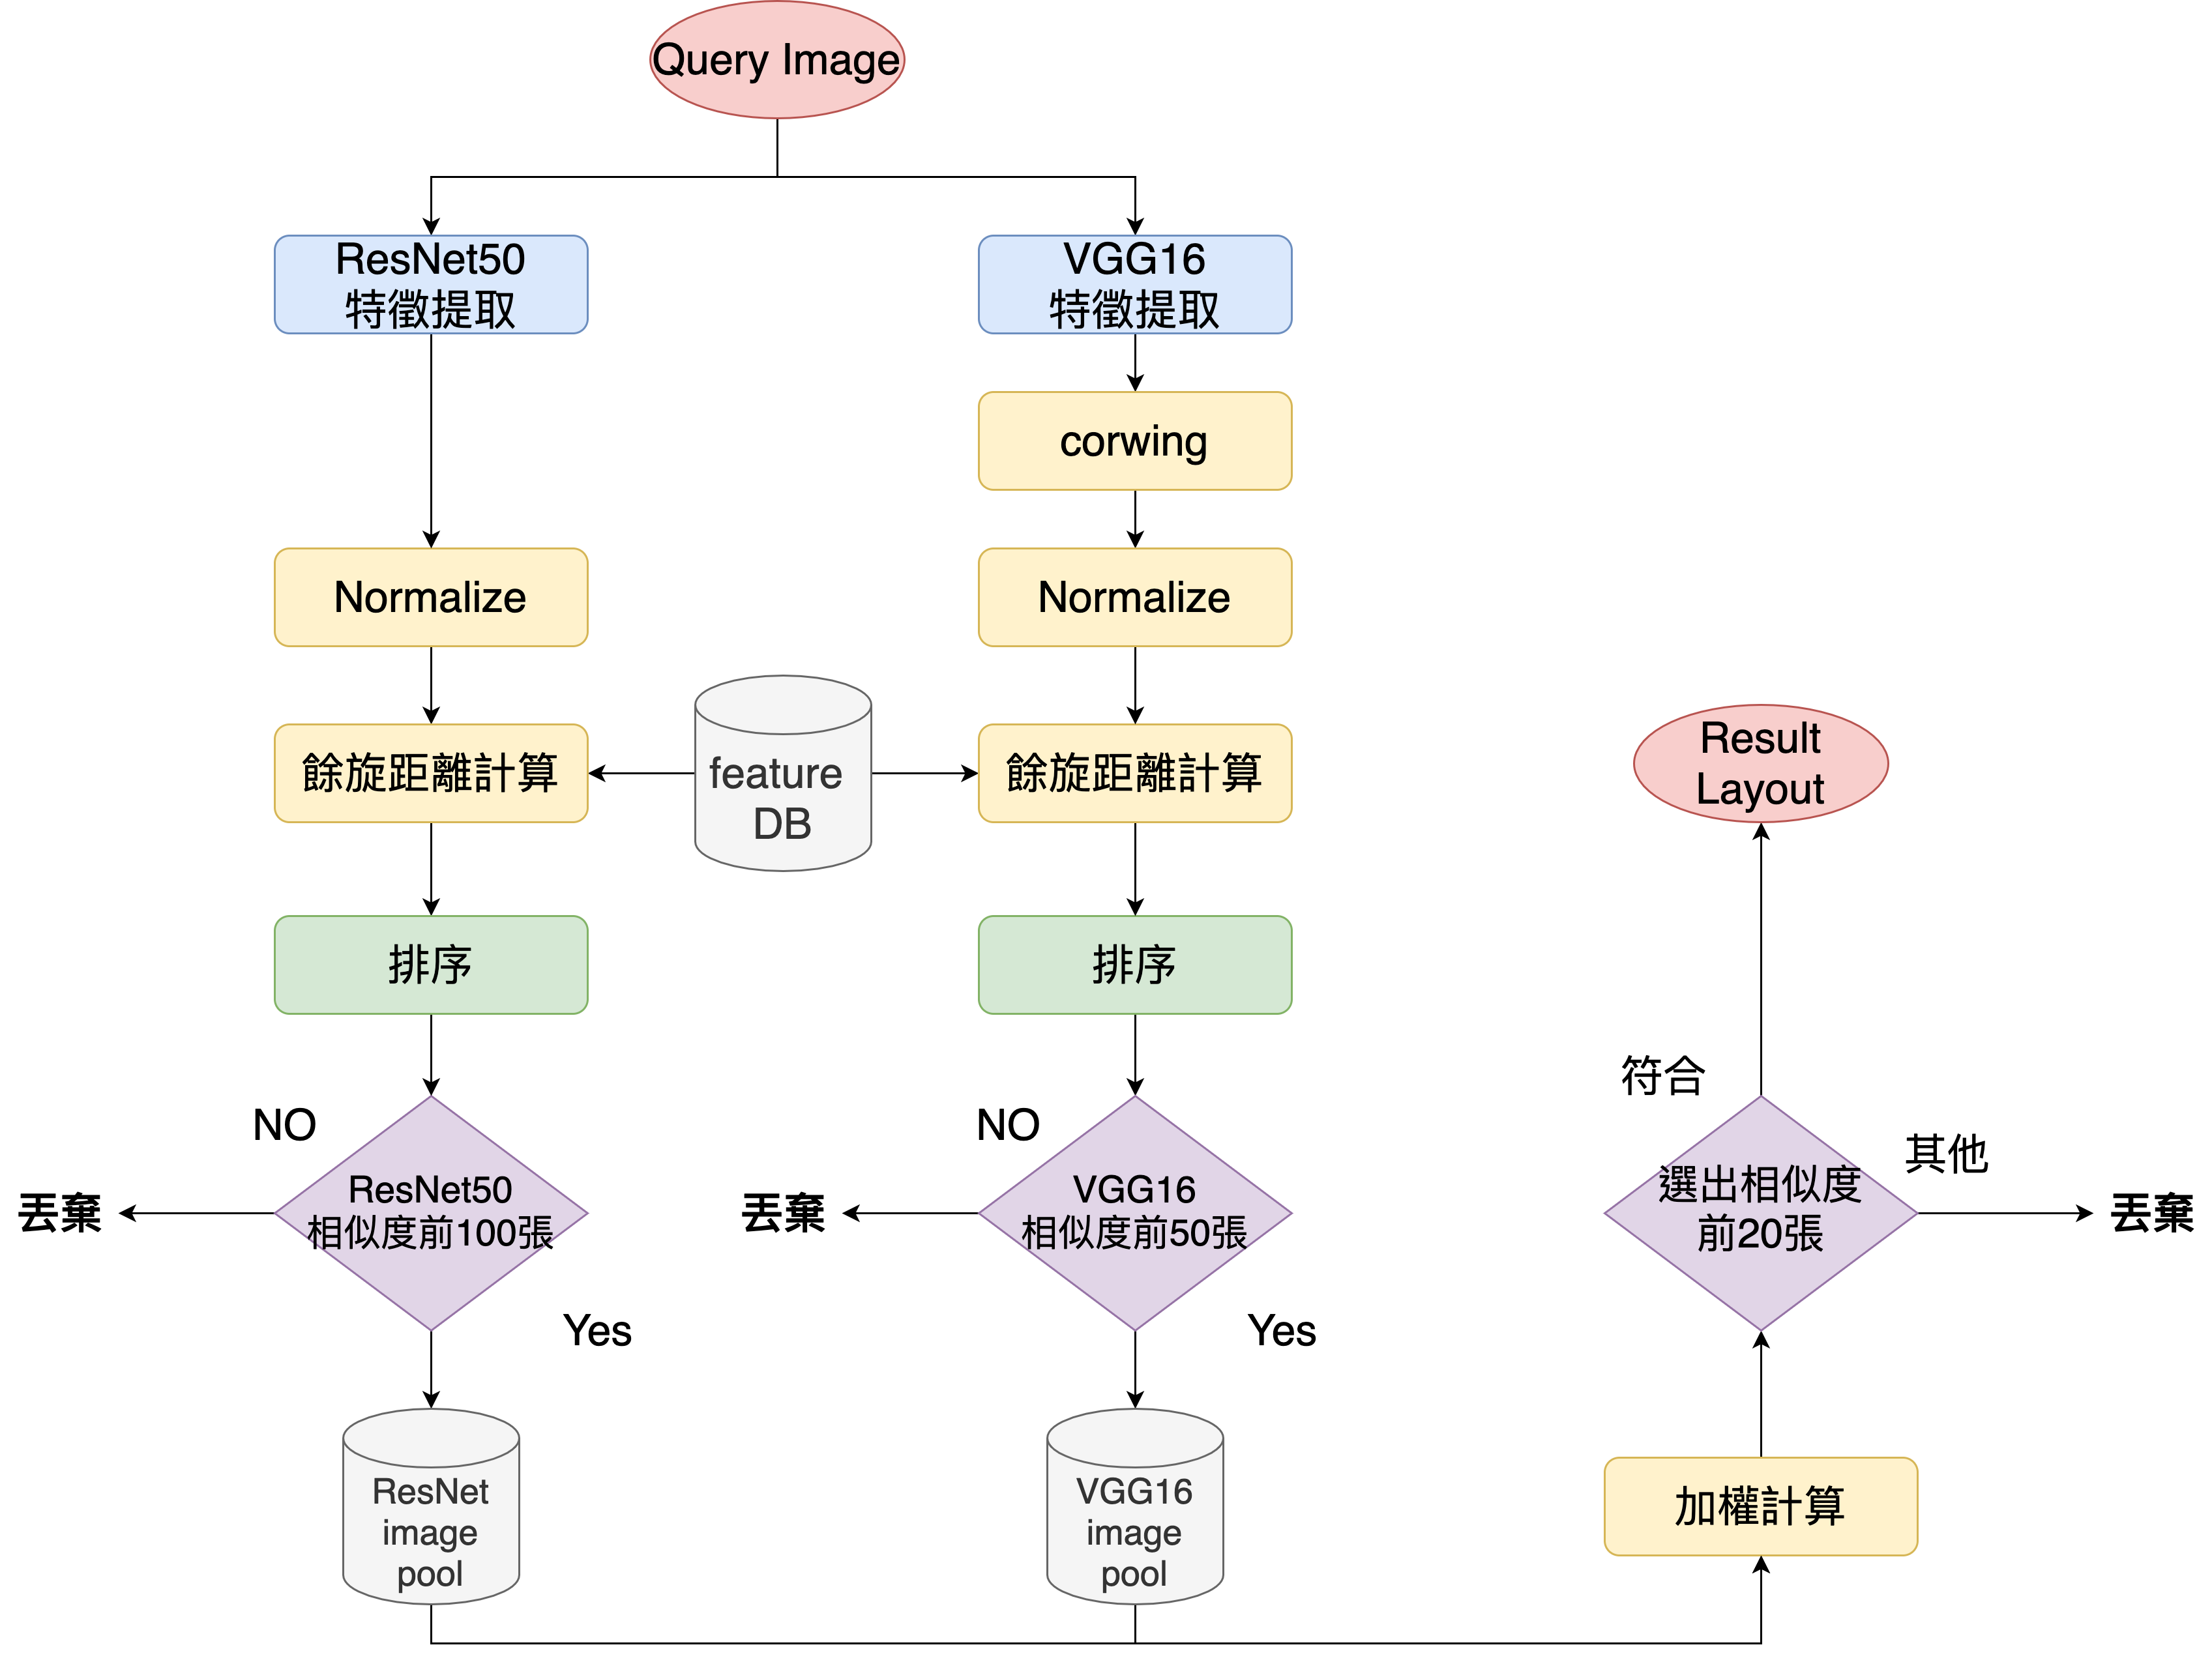 Query Image
ResNet50
特徵提取
VGG16
特徵提取
corwing
Normalize
Normalize
餘旋距離計算
feature
DB
餘旋距離計算
Result
Layout
排序
排序
符合
NO
NO
其他
丟棄
ResNet50
相似度前100張
丟棄
VGG16
相似度前50張
選出相似度
前20張
丟棄
Yes
Yes
ResNet
image
pool
VGG16
image
pool
加權計算